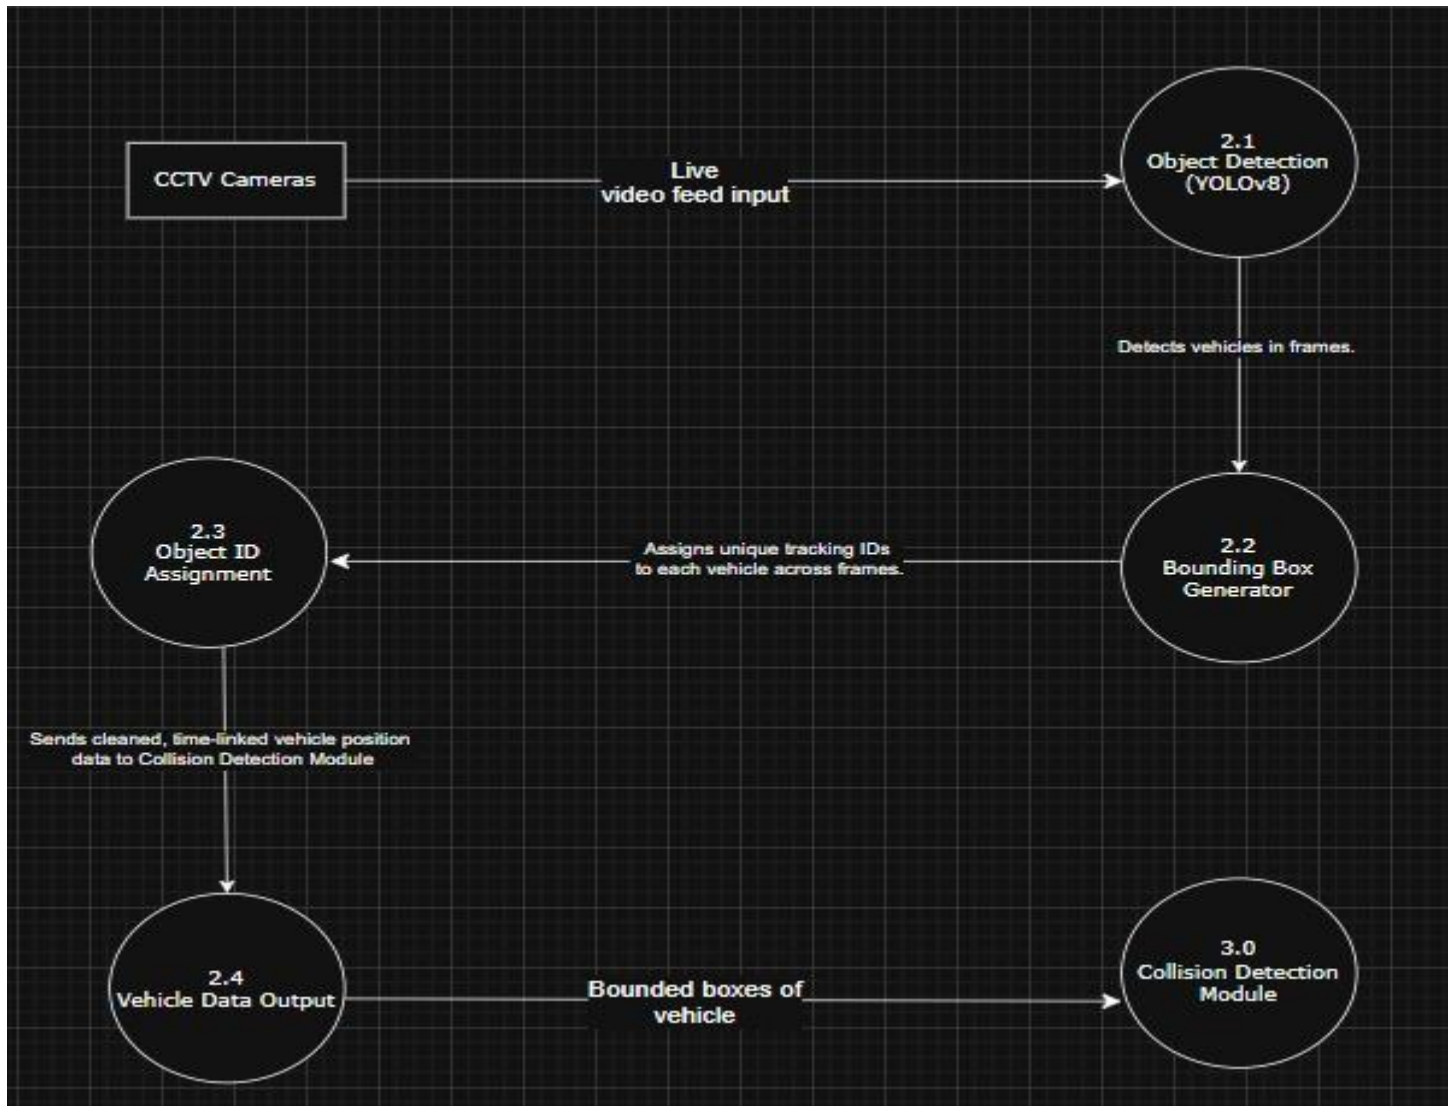 CCTV Cameras
Live
video feed input
2.1
Object Detection
(YOLOv8)
Detects vehicles in frames.
2.2
Bounding Box
Generator
Assigns unique tracking IDs
to each vehicle across frames.
2.3
Object ID
Assignment
Sends cleaned, time-linked vehicle position
data to Collision Detection Module
2.4
Vehicle Data Output
Bounded boxes of
vehicle
3.0
Collision Detection
Module